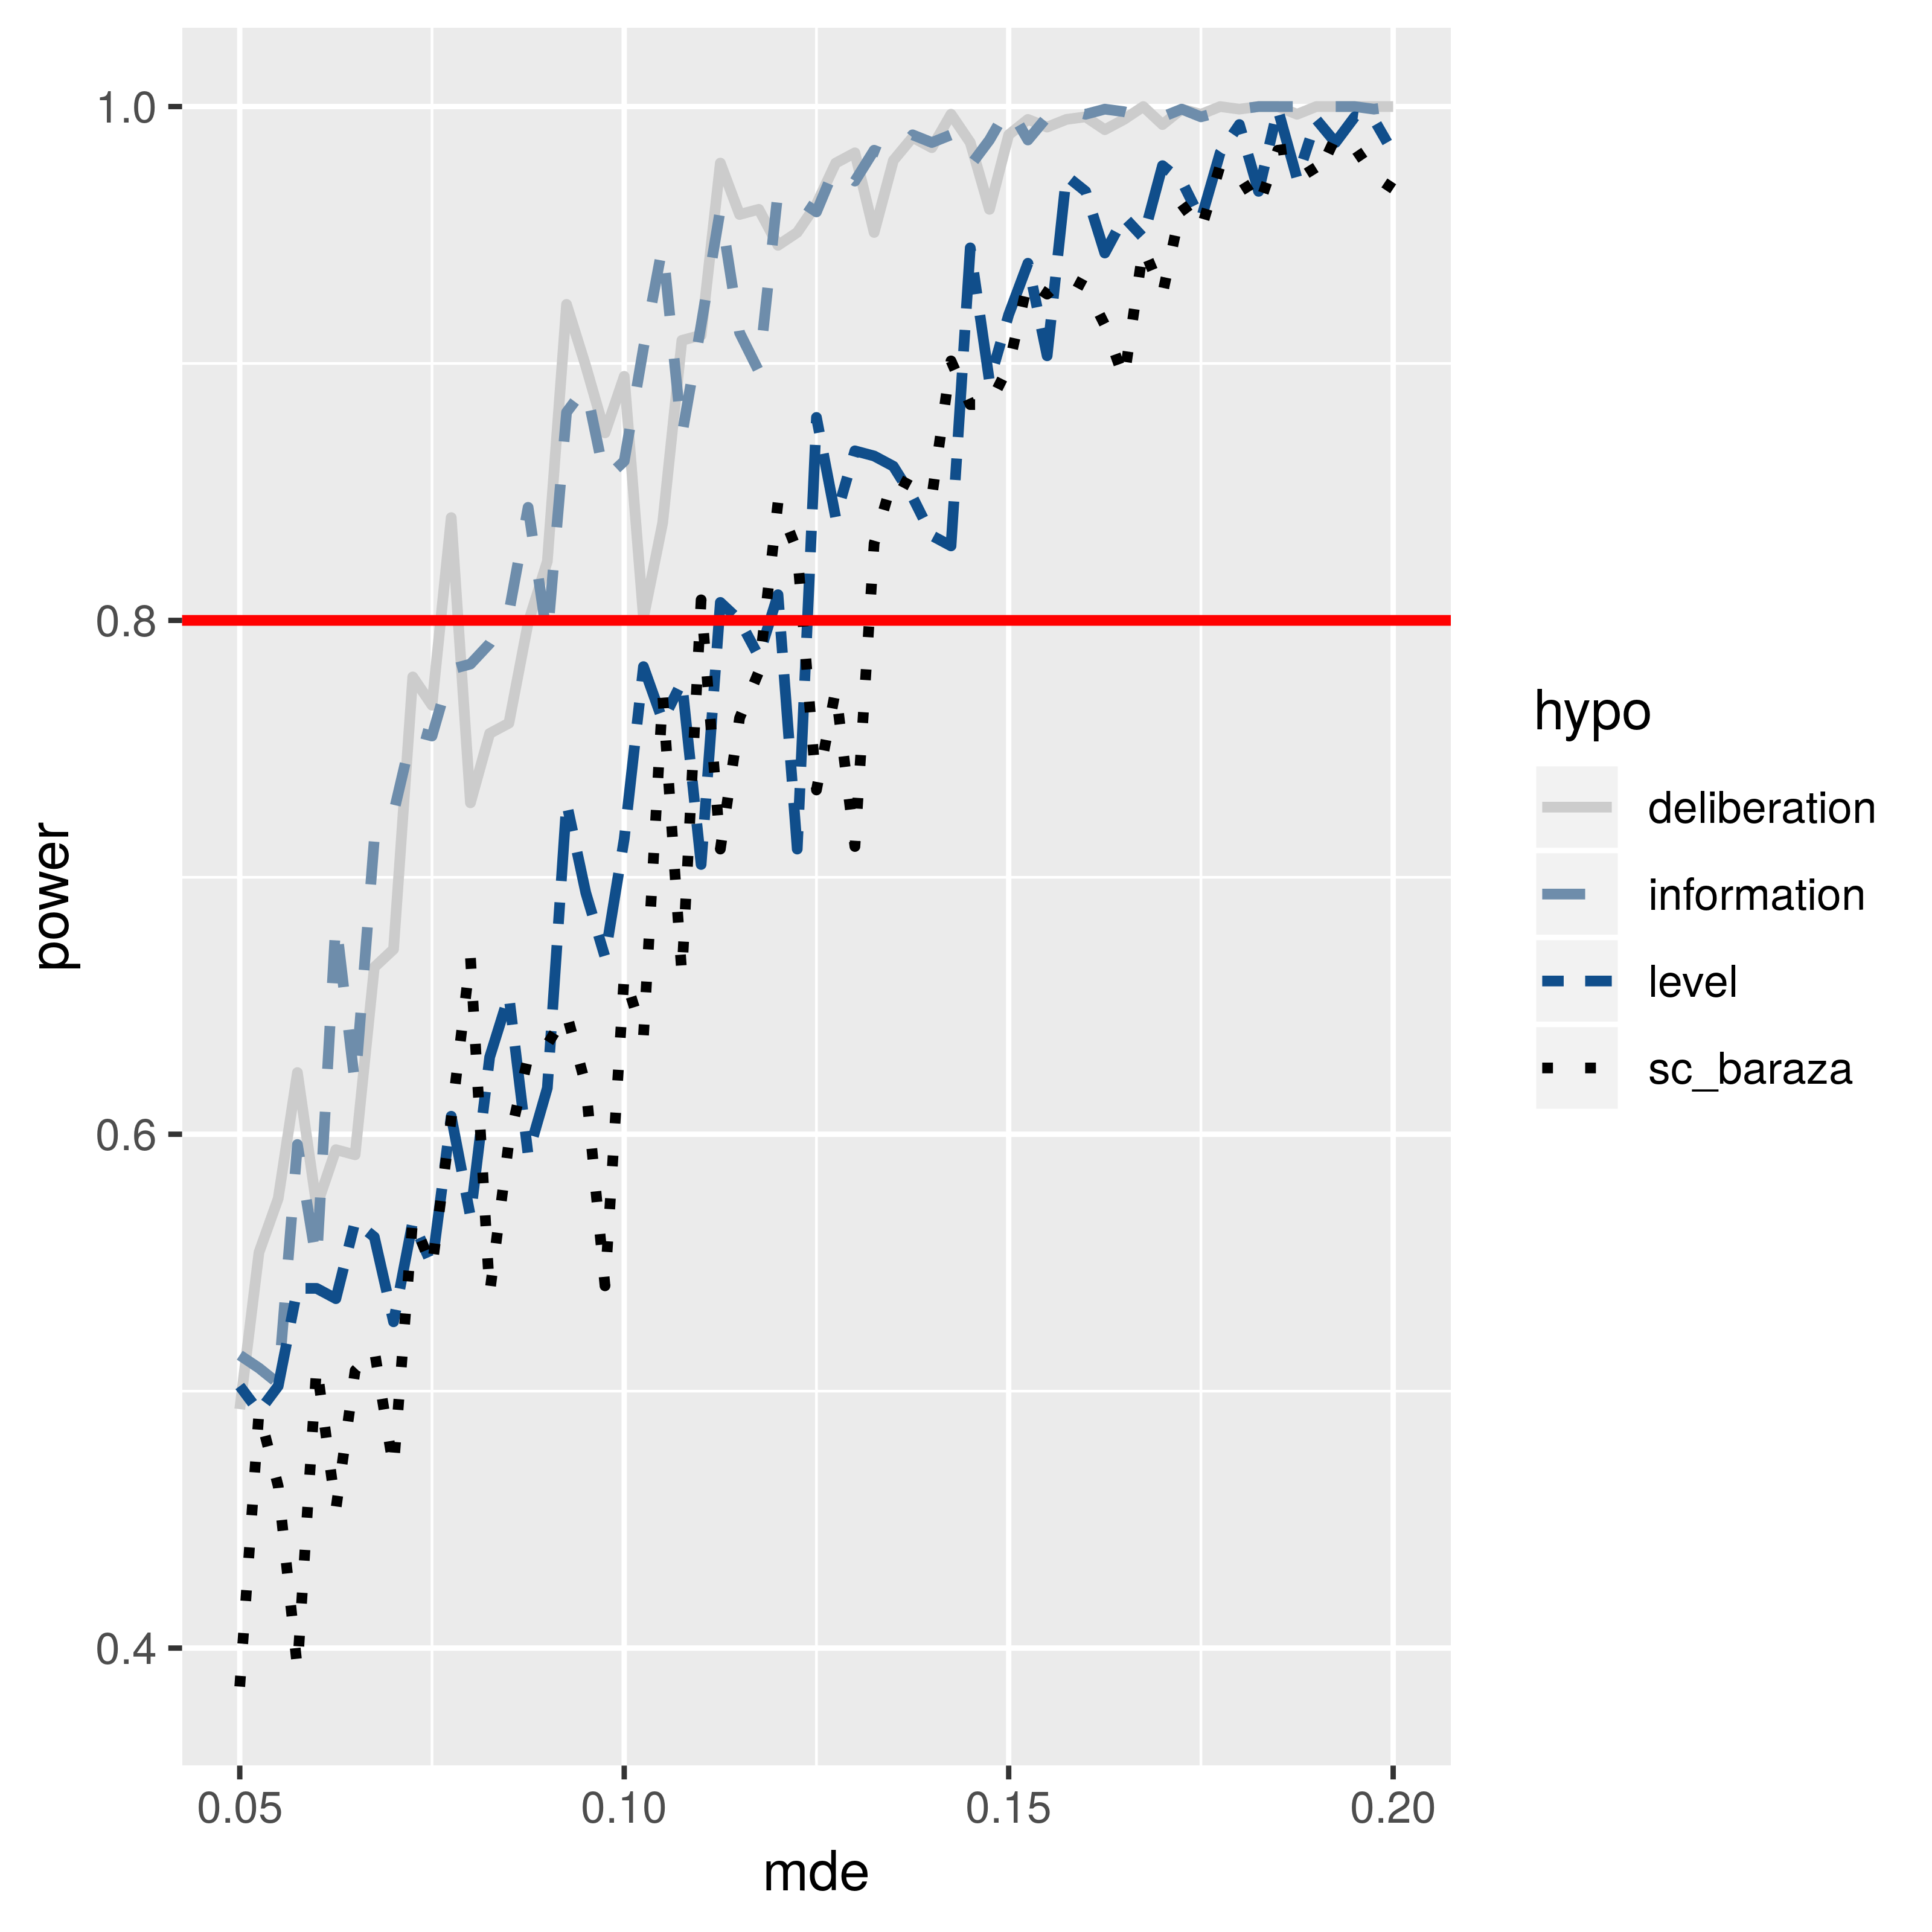 1.0
0.8
0.6
0.4
power
0.05
0.10
0.15
0.20
mde
hypo
deliberation
information
level
sc_baraza